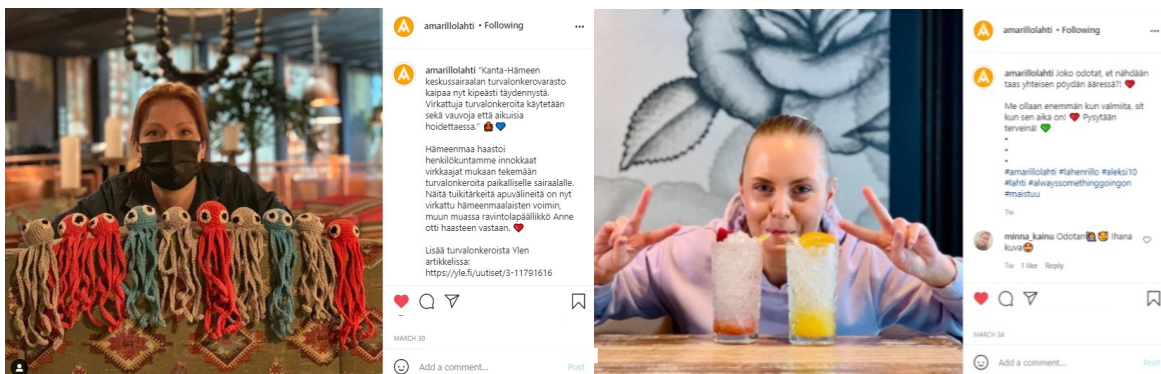 amarillolahti • Following
amarillolahti "Kanta-Hämeen
keskussairaalan turvalonkerovarasto
kaipaa nyt kipeästi täydennystä.
Virkattuja turvalonkeroita käytetään
sekä vauvoja että aikuisia
hoidettaessa."
Hämeenmaa haastoi
henkilökuntamme innokkaat
virkkaajat mukaan tekemään
turvalonkeroita paikalliselle sairaalalle.
Näitä tuikitärkeitä apuvälineitä on nyt
virkattu hämeenmaalaisten voimin,
muun muassa ravintolapäällikkö Anne
otti haasteen vastaan.
Lisää turvalonkeroista Ylen
artikkelissa:
https://yle.fi/uutiset/3-11791616
MARCH 30
Add a comment... Post
amarillolahti • Following
amarillolahti Joko odotat, et nähdään
taas yhteisen pöydän ääressä?!
Me ollaan enemmän kun valmiita, sit
kun sen aika on! Pysytään
terveinä!
•
•
•
#amarillolahti #lahenrillo #aleksi10
#lahti #alwayssomethinggoingon
#maistuu
7w
minna_kainu Odotan Ihana
kuva
7w 1 like Reply
MARCH 24
Add a comment... Post